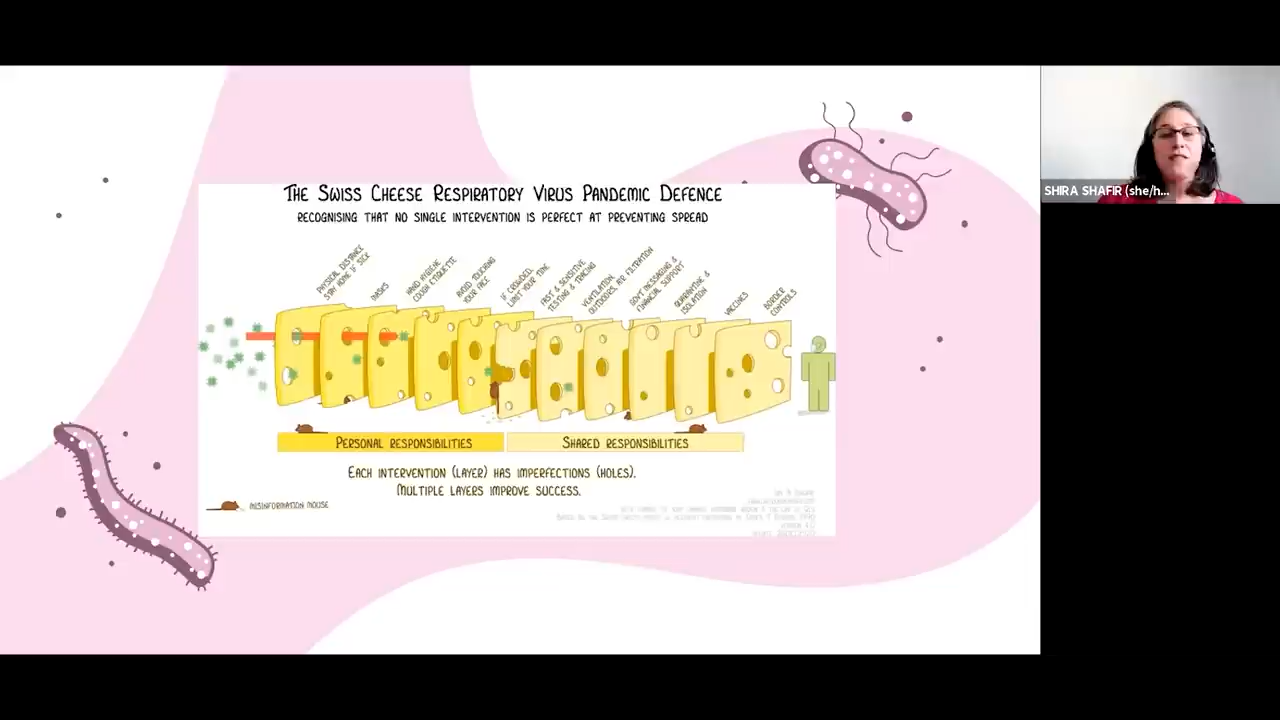 The Swiss Cheese Respiratory Virus Pandemic Defence
recognising that no single intervention is perfect at preventing spread
Physical distance
Stay home if sick
Masks
Hand hygiene
Cough etiquette
Avoid touching
your face
If crowded,
limit your time
Fast & sensitive
testing & tracing
Ventilation,
outdoors, air filtration
Govt messaging &
financial support
Quarantine &
isolation
Vaccines
Border
controls
Personal responsibilities
Shared responsibilities
Each intervention (layer) has imperfections (holes).
Multiple layers improve success.
misinformation mouse
SHIRA SHAFIR (she/h...